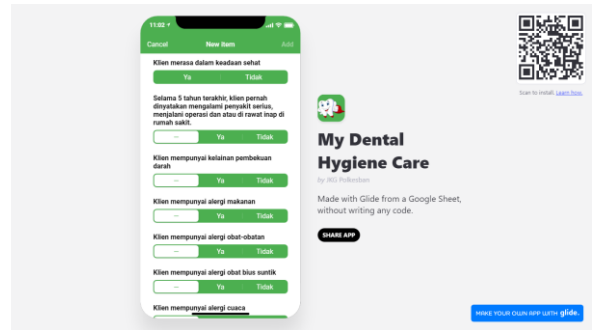 11:02
Cancel New Item Add
Klien merasa dalam keadaan sehat
Ya Tidak
Selama 5 tahun terakhir, klien pernah
dinyatakan mengalami penyakit serius,
menjalani operasi dan atau di rawat inap di
rumah sakit.
-- Ya Tidak
Klien mempunyai kelainan pembekuan
darah
-- Ya Tidak
Klien mempunyai alergi makanan
-- Ya Tidak
Klien mempunyai alergi obat-obatan
-- Ya Tidak
Klien mempunyai alergi obat bius suntik
-- Ya Tidak
Klien mempunyai alergi cuaca
Scan to install. Learn how.
My Dental
Hygiene Care
by JKG Polkesban
Made with Glide from a Google Sheet,
without writing any code.
SHARE APP
MAKE YOUR OWN APP WITH glide.